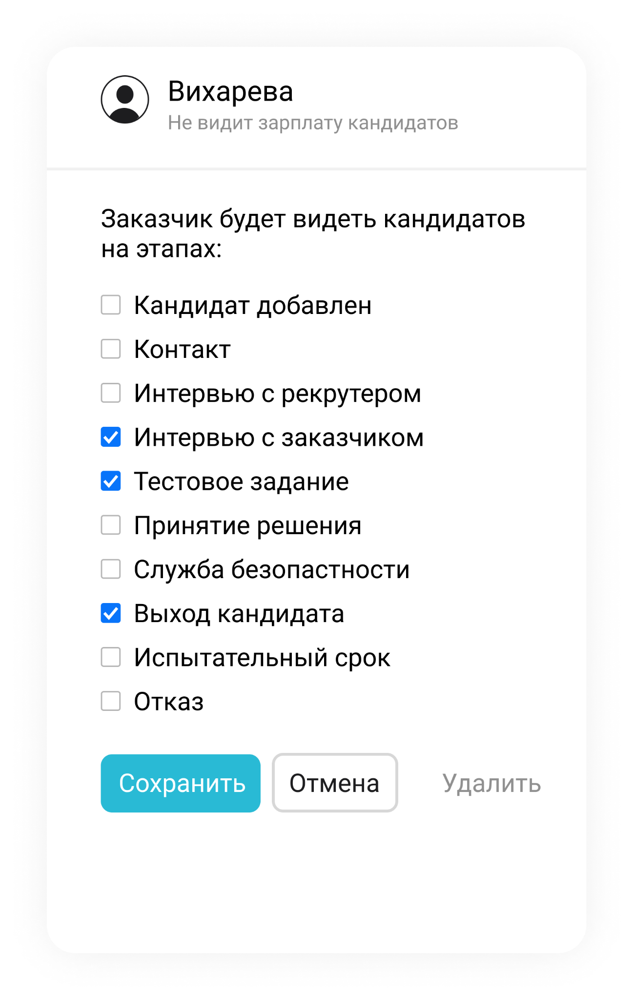 Вихарева
Не видит зарплату кандидатов
Заказчик будет видеть кандидатов
на этапах:
Кандидат добавлен
Контакт
Интервью с рекрутером
Интервью с заказчиком
Тестовое задание
Принятие решения
Служба безопастности
Выход кандидата
Испытательный срок
Отказ
Сохранить Отмена Удалить